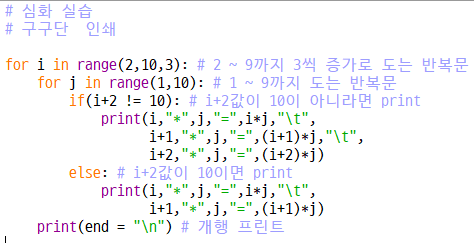 # 심화 실습
# 구구단  인쇄

for i in range(2,10,3): # 2 ~ 9까지 3씩 증가로 도는 반복문
    for j in range(1,10): # 1 ~ 9까지 도는 반복문
        if(i+2 != 10): # i+2값이 10이 아니라면 print
            print(i,"*",j,"=",i*j,"\t",
                  i+1,"*",j,"=",(i+1)*j,"\t",
                  i+2,"*",j,"=",(i+2)*j)
        else: # i+2값이 10이면 print
            print(i,"*",j,"=",i*j,"\t",
                  i+1,"*",j,"=",(i+1)*j)
    print(end = "\n") # 개행 프린트